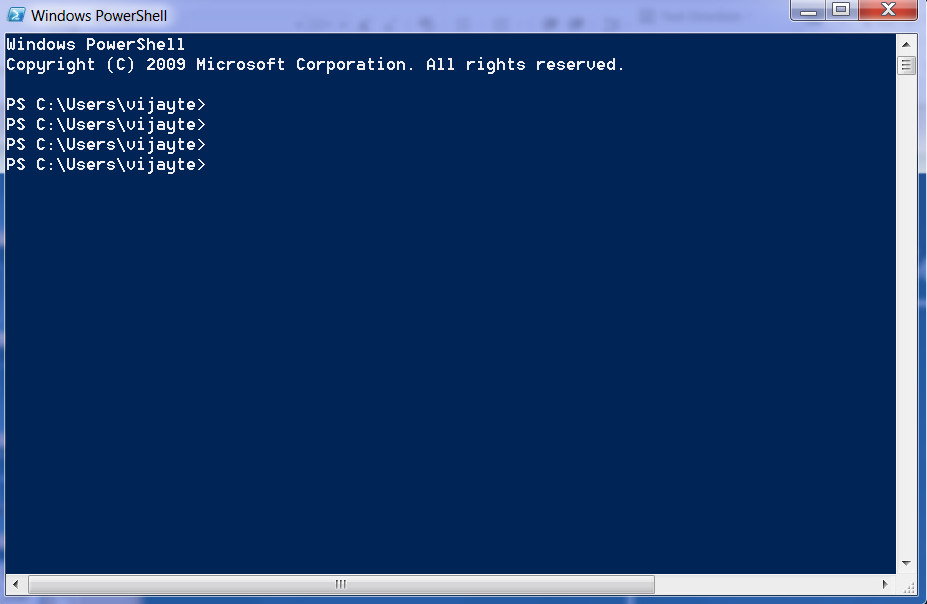 Windows PowerShell
Windows PowerShell
Copyright (C) 2009 Microsoft Corporation. All rights reserved.
PS C:\Users\vijayte>
PS C:\Users\vijayte>
PS C:\Users\vijayte>
PS C:\Users\vijayte>